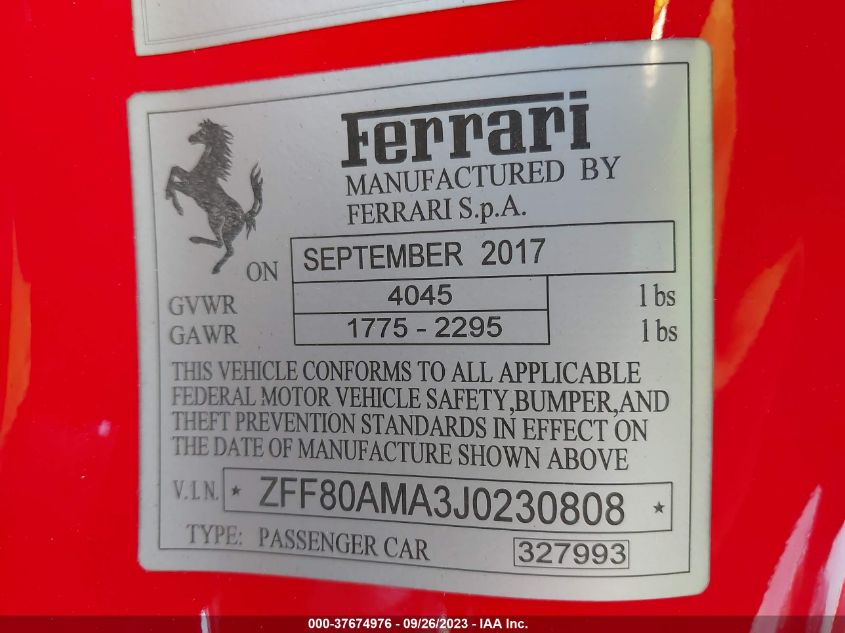 Ferrari
MANUFACTURED BY
FERRARI S.p.A.
ON SEPTEMBER 2017
GVWR 4045 lbs
GAWR 1775 - 2295 lbs
THIS VEHICLE CONFORMS TO ALL APPLICABLE
FEDERAL MOTOR VEHICLE SAFETY,BUMPER,AND
THEFT PREVENTION STANDARDS IN EFFECT ON
THE DATE OF MANUFACTURE SHOWN ABOVE
V.I.N. * ZFF80AMA3J0230808 *
TYPE: PASSENGER CAR 327993
000-37674976 - 09/26/2023 - IAA Inc.